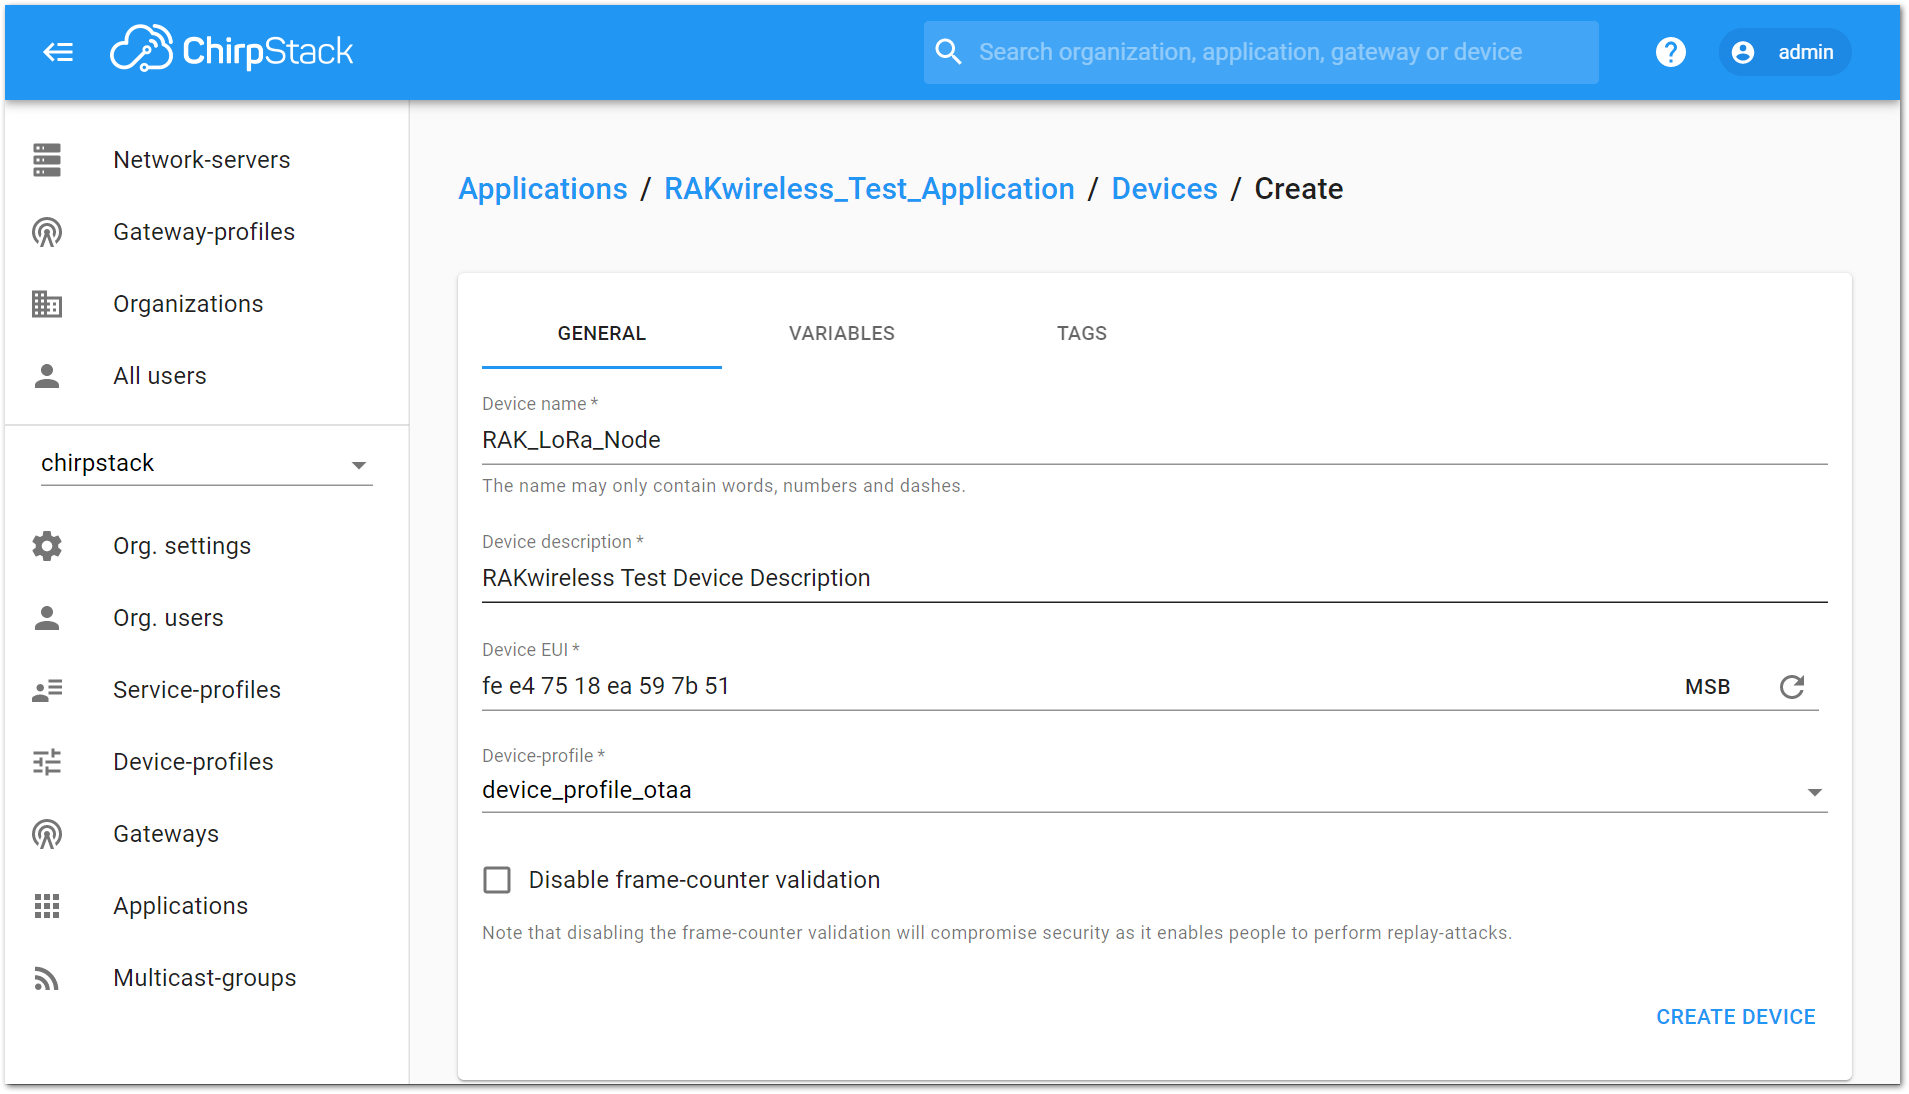 ChirpStack
Search organization, application, gateway or device
admin
Network-servers
Gateway-profiles
Organizations
All users
chirpstack
Org. settings
Org. users
Service-profiles
Device-profiles
Gateways
Applications
Multicast-groups
Applications / RAKwireless_Test_Application / Devices / Create
GENERAL VARIABLES TAGS
Device name *
RAK_LoRa_Node
The name may only contain words, numbers and dashes.
Device description *
RAKwireless Test Device Description
Device EUI *
fe e4 75 18 ea 59 7b 51 MSB
Device-profile *
device_profile_otaa
Disable frame-counter validation
Note that disabling the frame-counter validation will compromise security as it enables people to perform replay-attacks.
CREATE DEVICE